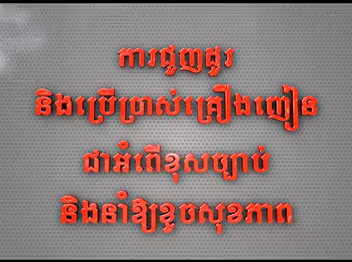 ការជួញដូរ
និងប្រើប្រាស់គ្រឿងញៀន
ជាអំពើខុសច្បាប់
និងនាំឱ្យខូចសុខភាព